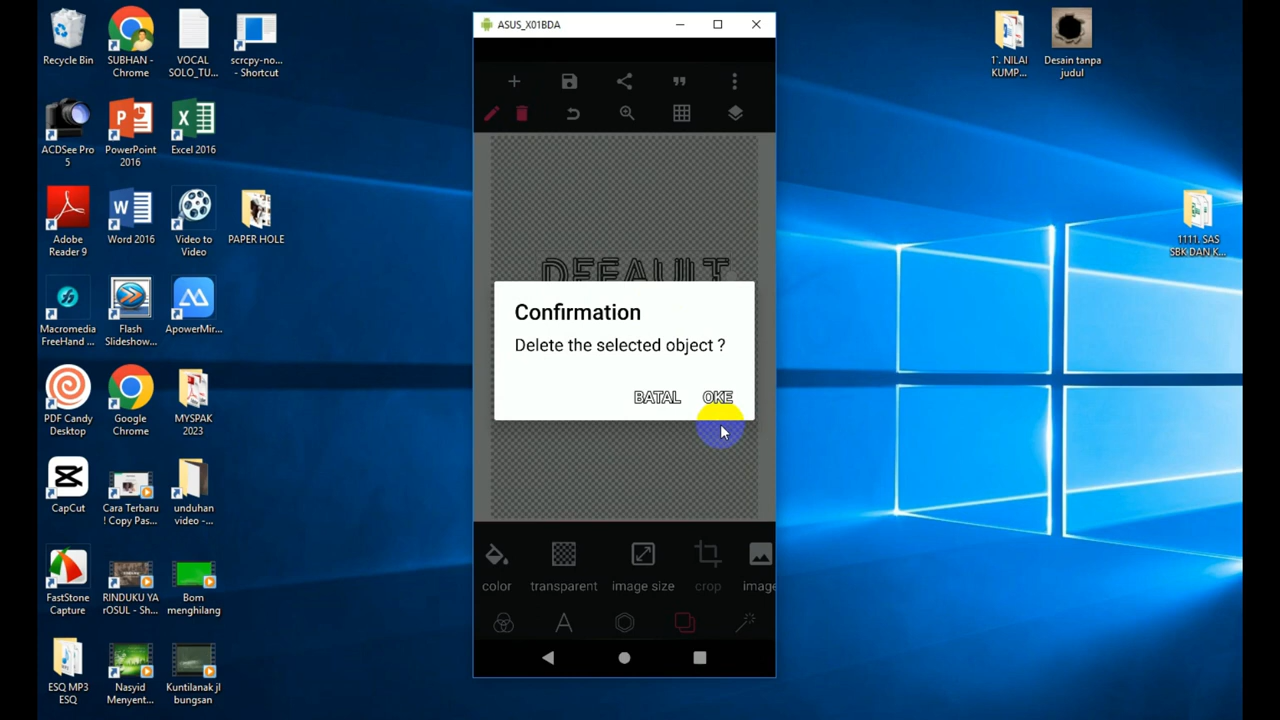 Recycle Bin
SUBHAN -
Chrome
VOCAL
SOLO_TU...
scrcpy-no...
- Shortcut
ACDSee Pro
5
PowerPoint
2016
Excel 2016
Adobe
Reader 9
Word 2016
Video to
Video
PAPER HOLE
Macromedia
FreeHand ...
Flash
Slideshow...
ApowerMir...
PDF Candy
Desktop
Google
Chrome
MYSPAK
2023
CapCut
Cara Terbaru
! Copy Pas...
unduhan
video -...
FastStone
Capture
RINDUKU YA
rOSUL - Sh...
Bom
menghilang
ESQ MP3
ESQ
Nasyid
Menyent...
Kuntilanak jl
bungsan
ASUS_X01BDA
DEFAULT
Confirmation
Delete the selected object ?
BATAL OKE
color transparent image size crop image
1'. NILAI
KUMP...
Desain tanpa
judul
1111. SAS
SBK DAN K...